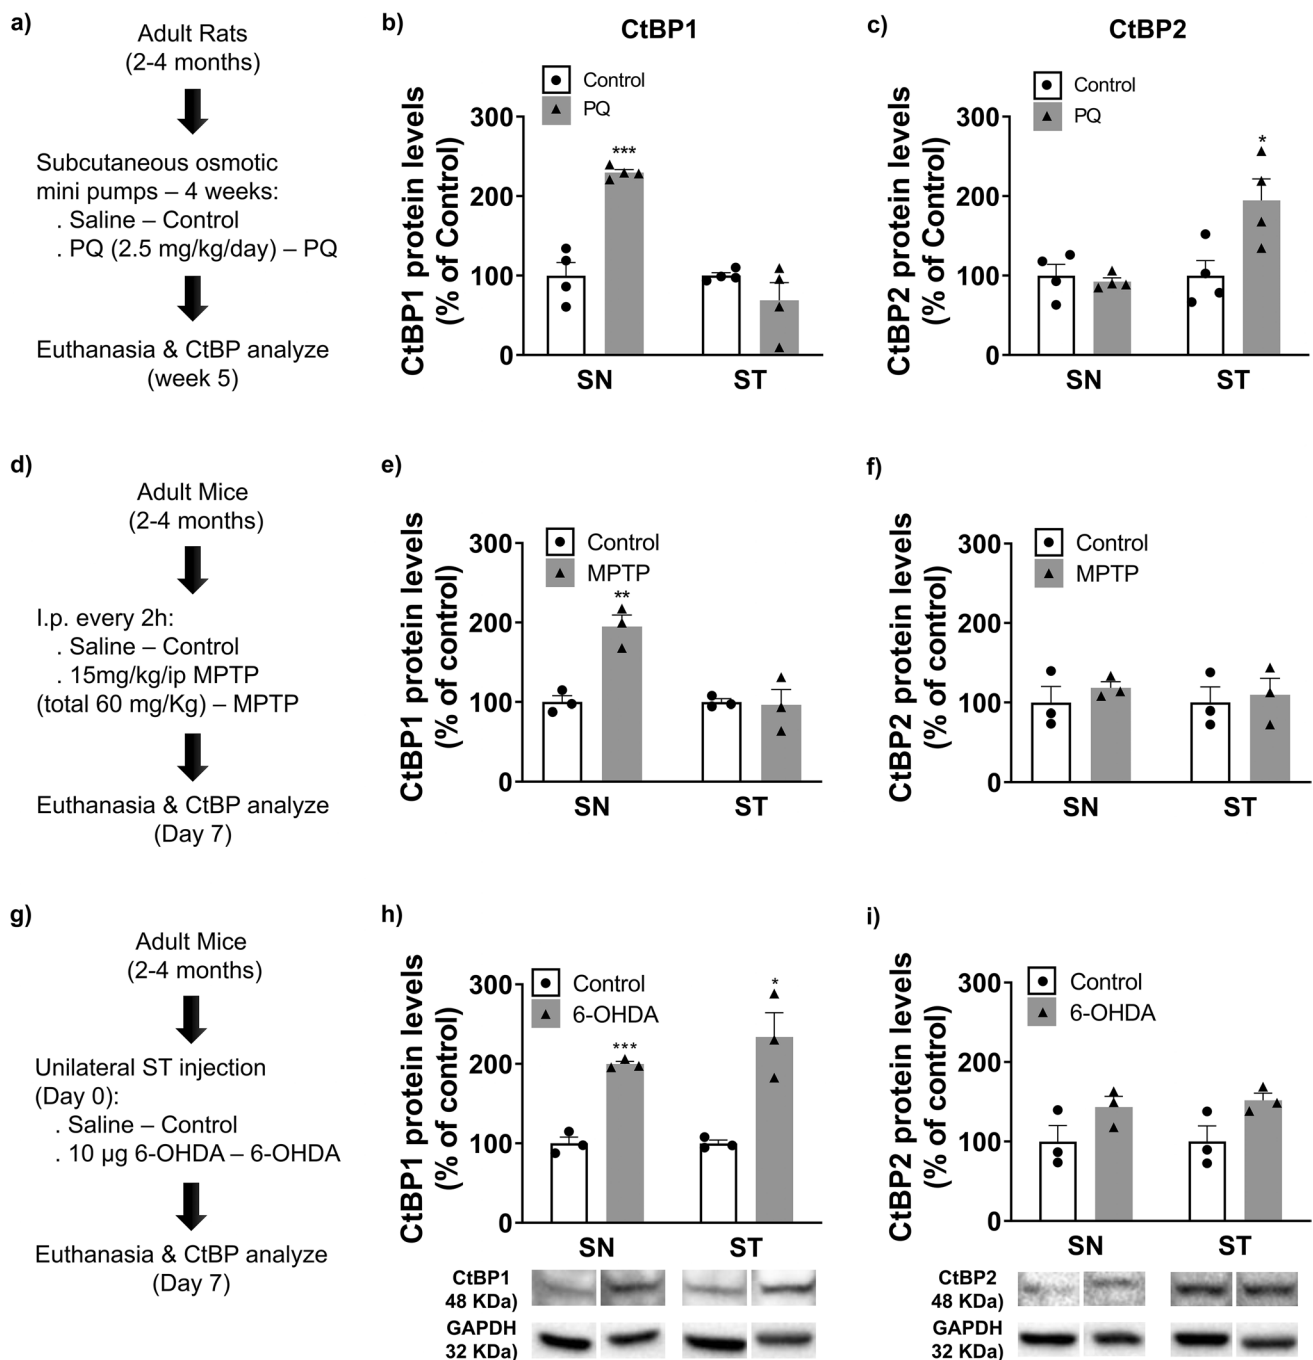 a)
Adult Rats
(2-4 months)
Subcutaneous osmotic
mini pumps – 4 weeks:
. Saline – Control
. PQ (2.5 mg/kg/day) – PQ
Euthanasia & CtBP analyze
(week 5)
b)
CtBP1
Control
PQ
CtBP1 protein levels
(% of Control)
300
200
100
0
***
SN
ST
c)
CtBP2
Control
PQ
CtBP2 protein levels
(% of Control)
300
200
100
0
*
SN
ST
d)
Adult Mice
(2-4 months)
I.p. every 2h:
. Saline – Control
. 15mg/kg/ip MPTP
(total 60 mg/Kg) – MPTP
Euthanasia & CtBP analyze
(Day 7)
e)
Control
MPTP
CtBP1 protein levels
(% of control)
300
200
100
0
**
SN
ST
f)
Control
MPTP
CtBP2 protein levels
(% of control)
300
200
100
0
SN
ST
g)
Adult Mice
(2-4 months)
Unilateral ST injection
(Day 0):
. Saline – Control
. 10 µg 6-OHDA – 6-OHDA
Euthanasia & CtBP analyze
(Day 7)
h)
Control
6-OHDA
CtBP1 protein levels
(% of control)
300
200
100
0
***
*
SN
ST
CtBP1
48 KDa)
GAPDH
32 KDa)
i)
Control
6-OHDA
CtBP2 protein levels
(% of control)
300
200
100
0
SN
ST
CtBP2
48 KDa)
GAPDH
32 KDa)